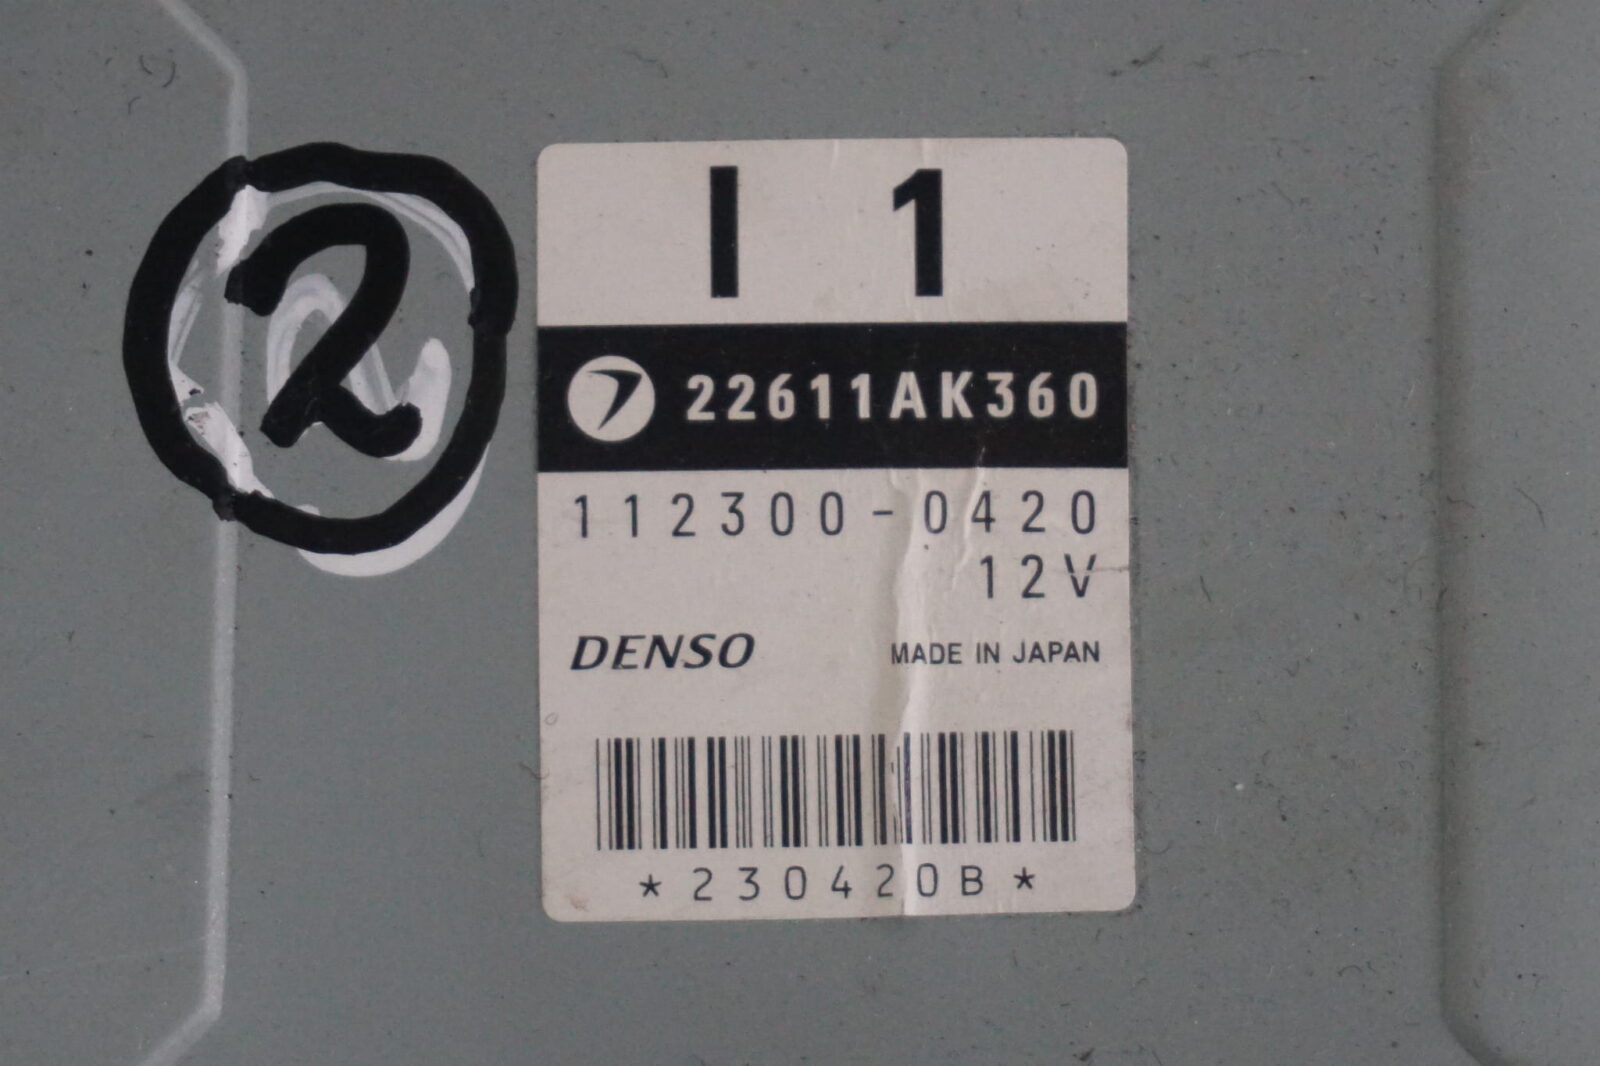 2
I 1
22611AK360
112300-0420
12V
DENSO MADE IN JAPAN
*230420B*